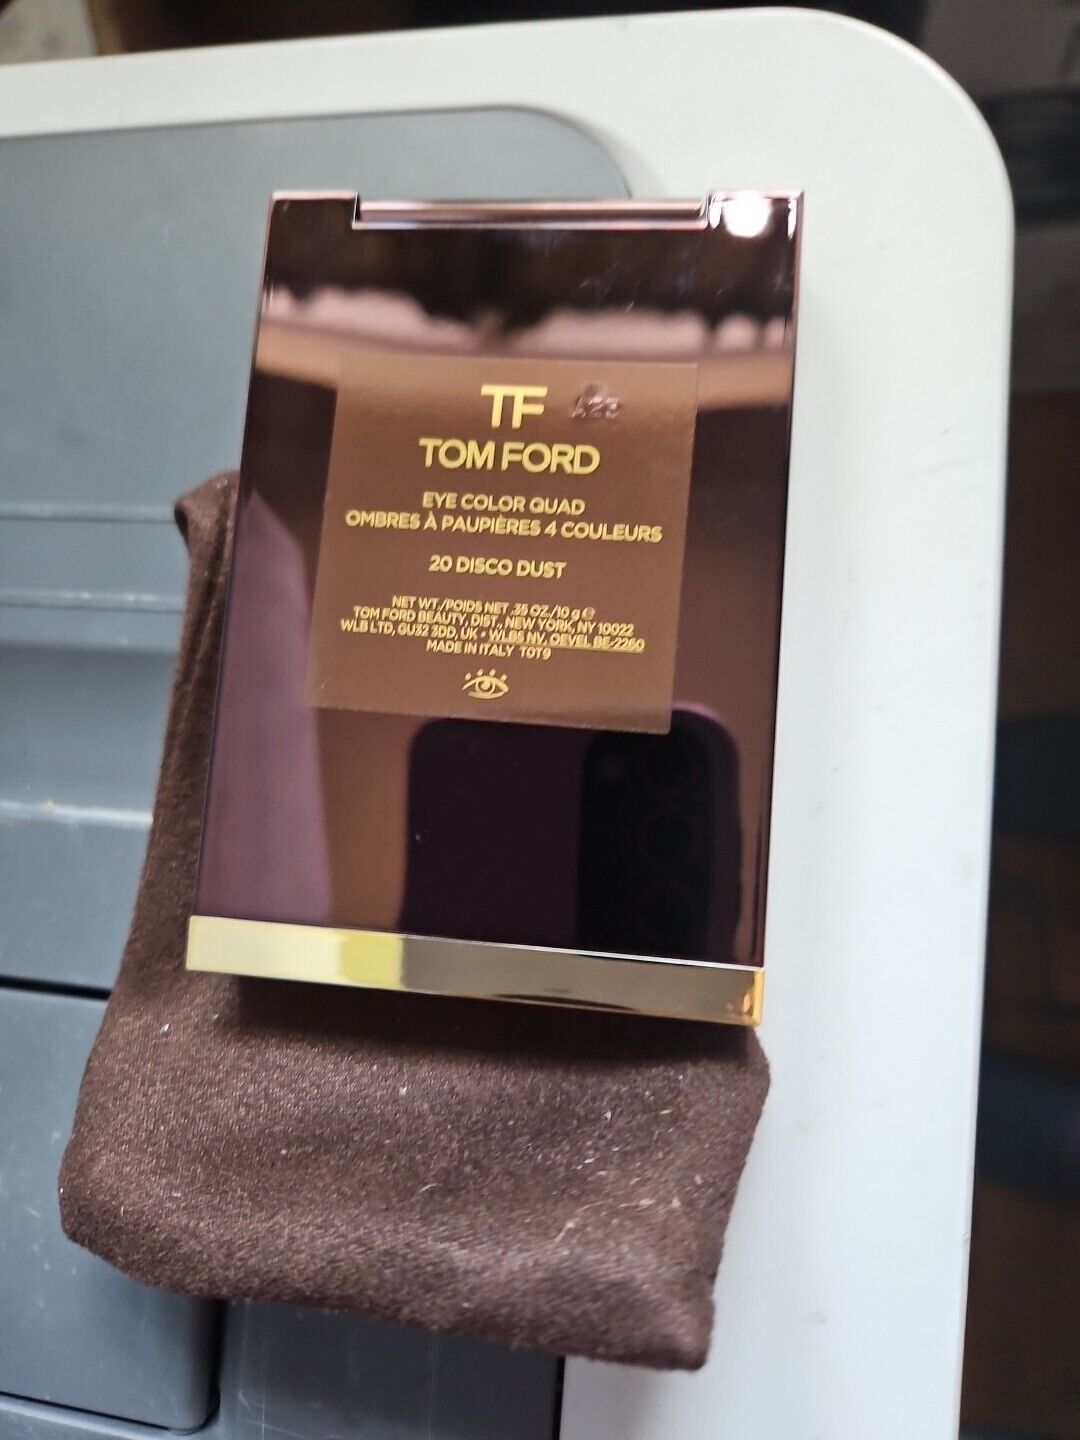 TF A23
TOM FORD
EYE COLOR QUAD
OMBRES À PAUPIÈRES 4 COULEURS
20 DISCO DUST
NET WT./POIDS NET .35 OZ./10 g ℮
TOM FORD BEAUTY, DIST., NEW YORK, NY 10022
WLB LTD, GU32 3DD, UK • WLBS NV, OEVEL BE-2260
MADE IN ITALY T0T9